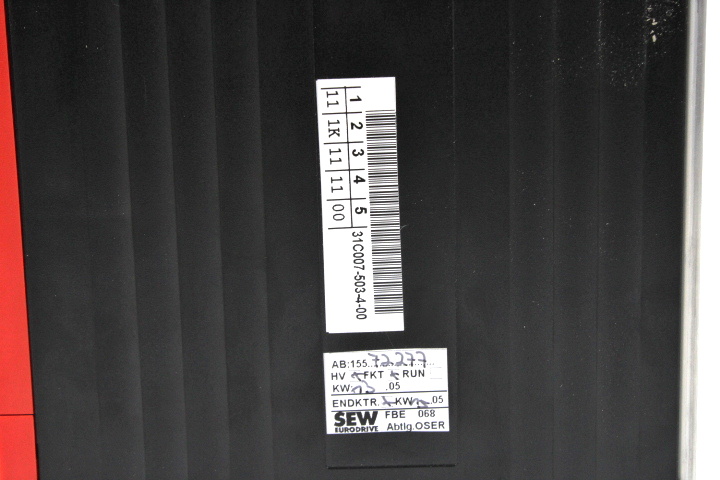 1 2 3 4 5
11 1K 11 11 00
31C007-503-4-00
AB:155.72277
HV FKT RUN
KW: .05
ENDKTR. KW .05
SEW FBE 068
EURODRIVE Abtlg.OSER